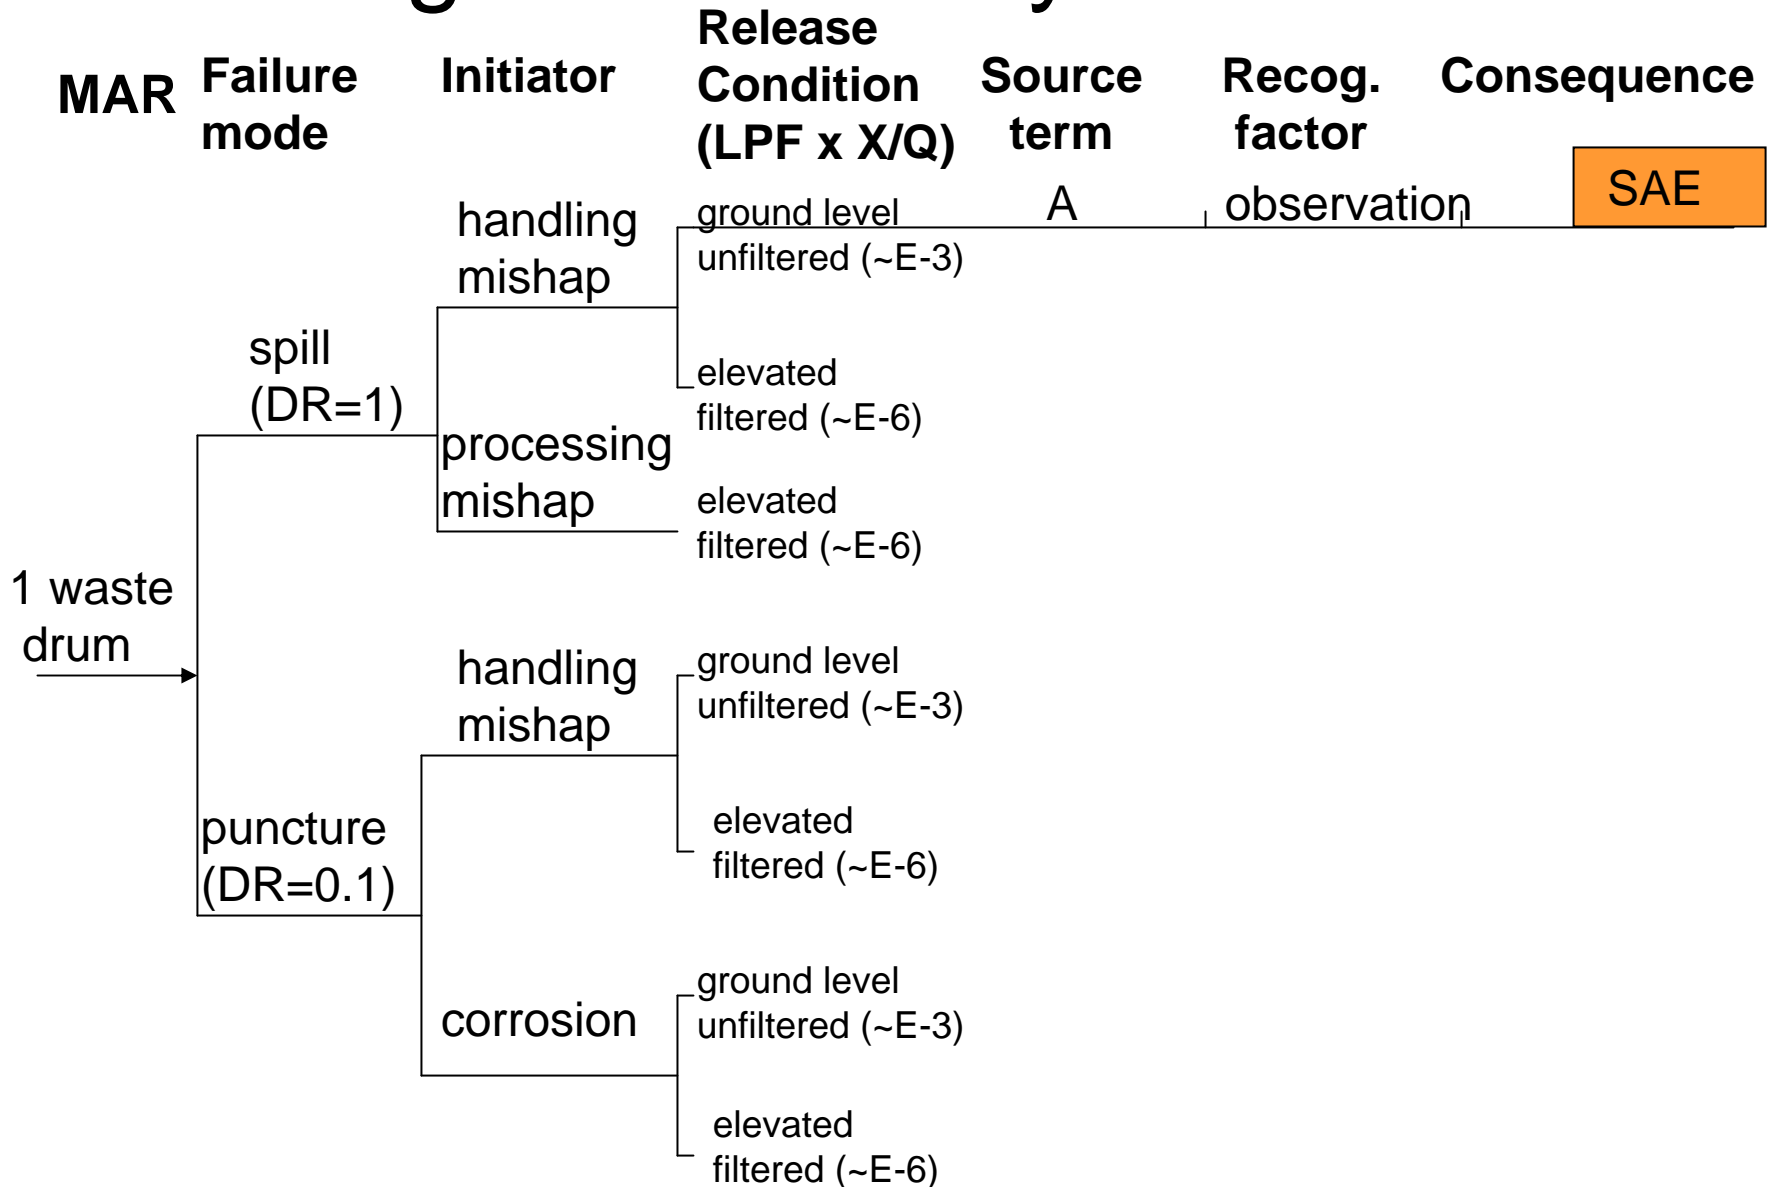 MAR
Failure
mode
Initiator
Release
Condition
(LPF x X/Q)
Source
term
Recog.
factor
Consequence
handling
mishap
ground level
unfiltered (~E-3)
A
observation
SAE
spill
(DR=1)
elevated
filtered (~E-6)
processing
mishap
elevated
filtered (~E-6)
1 waste
drum
handling
mishap
ground level
unfiltered (~E-3)
puncture
(DR=0.1)
elevated
filtered (~E-6)
corrosion
ground level
unfiltered (~E-3)
elevated
filtered (~E-6)